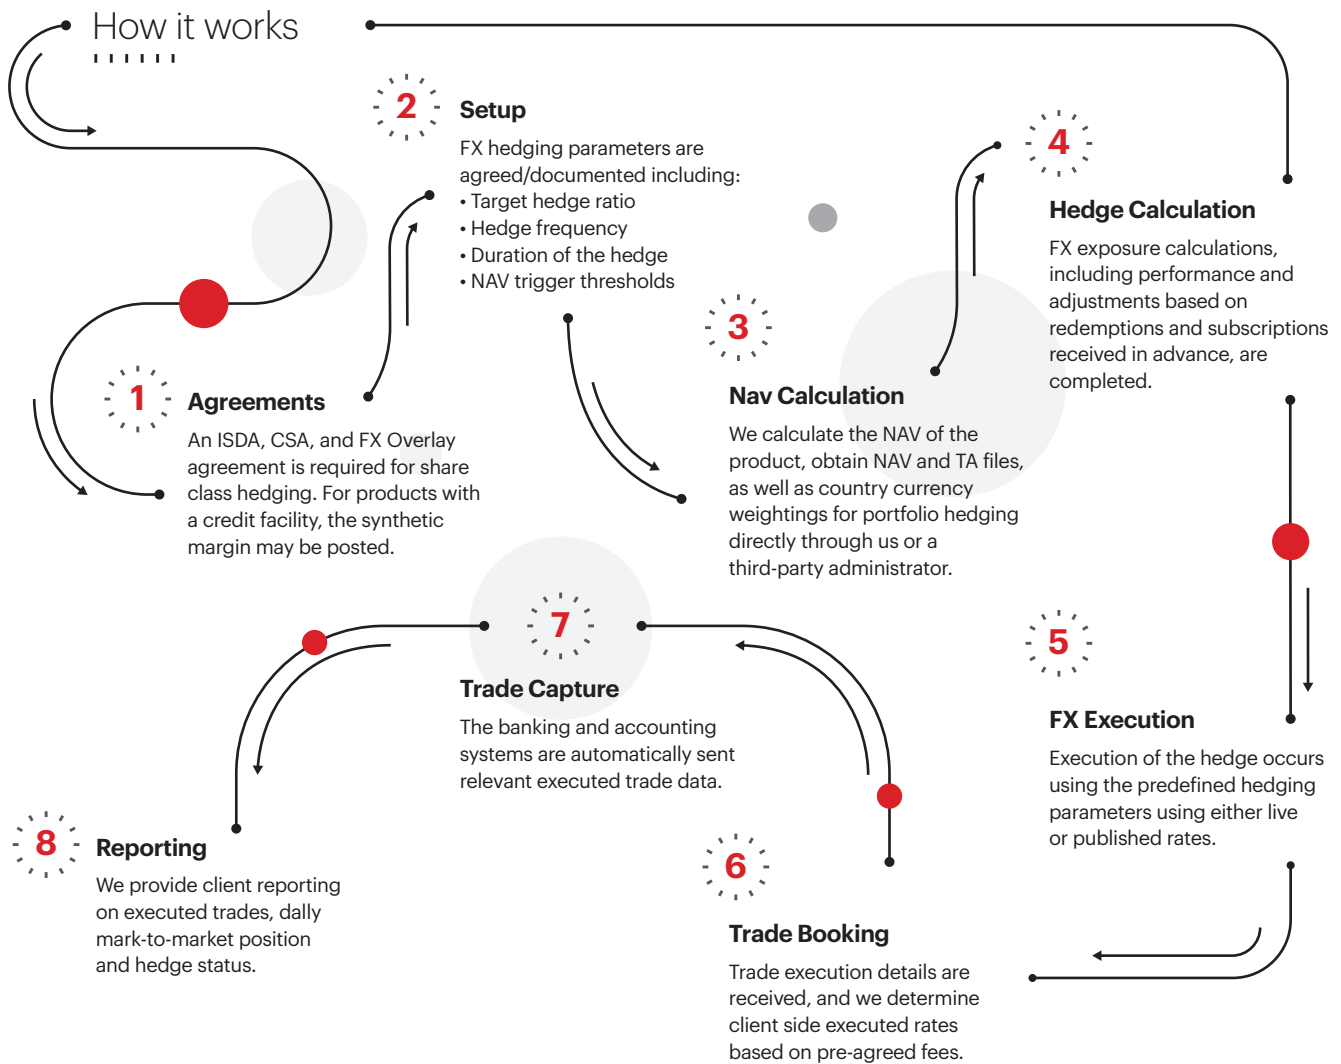 How it works
1
Agreements
An ISDA, CSA, and FX Overlay
agreement is required for share
class hedging. For products with
a credit facility, the synthetic
margin may be posted.
2
Setup
FX hedging parameters are
agreed/documented including:
• Target hedge ratio
• Hedge frequency
• Duration of the hedge
• NAV trigger thresholds
3
Nav Calculation
We calculate the NAV of the
product, obtain NAV and TA files,
as well as country currency
weightings for portfolio hedging
directly through us or a
third-party administrator.
4
Hedge Calculation
FX exposure calculations,
including performance and
adjustments based on
redemptions and subscriptions
received in advance, are
completed.
5
FX Execution
Execution of the hedge occurs
using the predefined hedging
parameters using either live
or published rates.
6
Trade Booking
Trade execution details are
received, and we determine
client side executed rates
based on pre-agreed fees.
7
Trade Capture
The banking and accounting
systems are automatically sent
relevant executed trade data.
8
Reporting
We provide client reporting
on executed trades, dally
mark-to-market position
and hedge status.